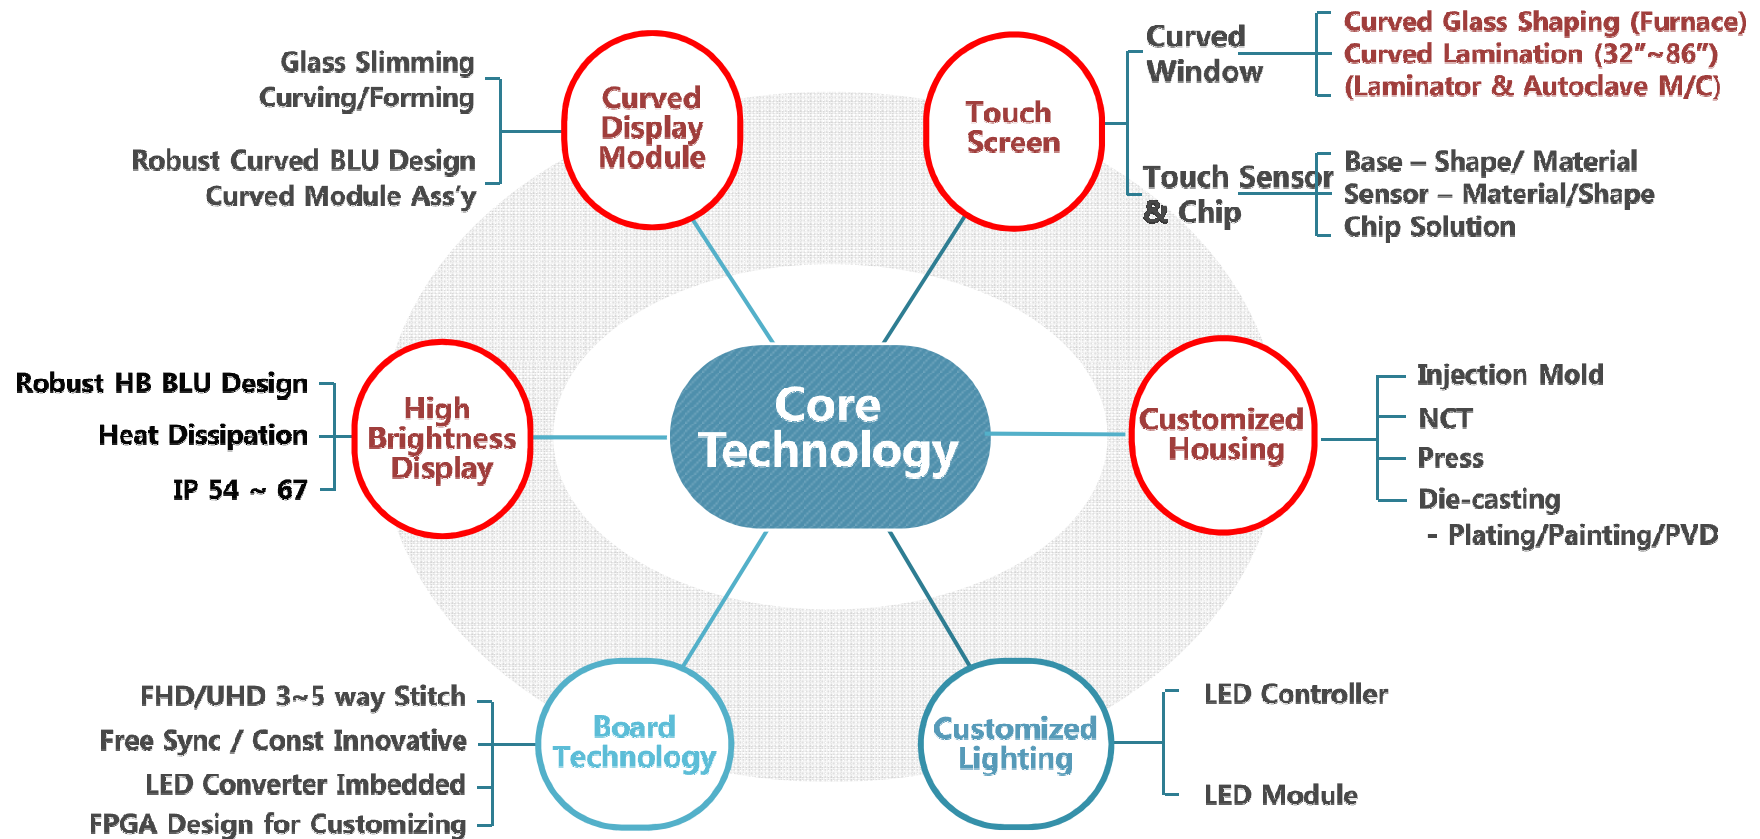 Glass Slimming
Curving/Forming
Robust Curved BLU Design
Curved Module Ass’y
Curved
Display
Module
Touch
Screen
Curved
Window
Curved Glass Shaping (Furnace)
Curved Lamination (32”~86”)
(Laminator & Autoclave M/C)
Touch Sensor
& Chip
Base – Shape/ Material
Sensor – Material/Shape
Chip Solution
Robust HB BLU Design
Heat Dissipation
IP 54 ~ 67
High
Brightness
Display
Core
Technology
Customized
Housing
Injection Mold
NCT
Press
Die-casting
- Plating/Painting/PVD
FHD/UHD 3~5 way Stitch
Free Sync / Const Innovative
LED Converter Imbedded
FPGA Design for Customizing
Board
Technology
Customized
Lighting
LED Controller
LED Module